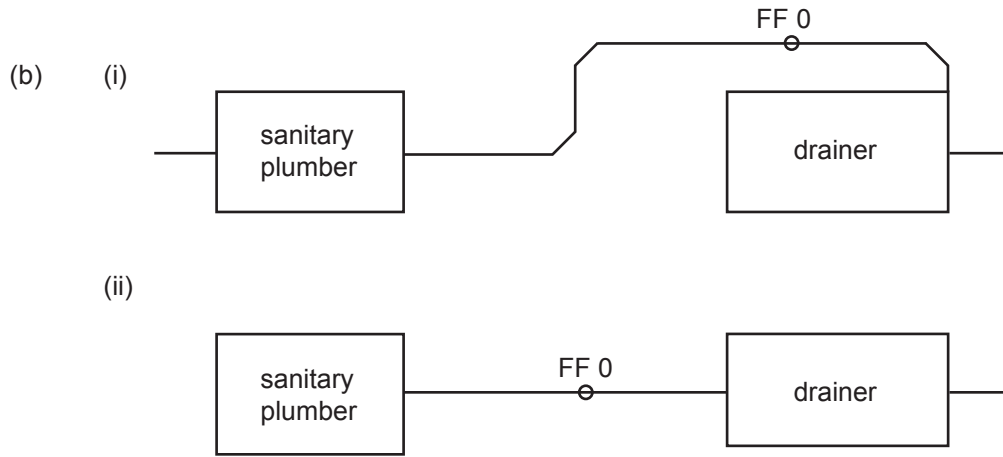 FF 0
(b) (i)
sanitary
plumber
drainer
(ii)
FF 0
sanitary
plumber
drainer